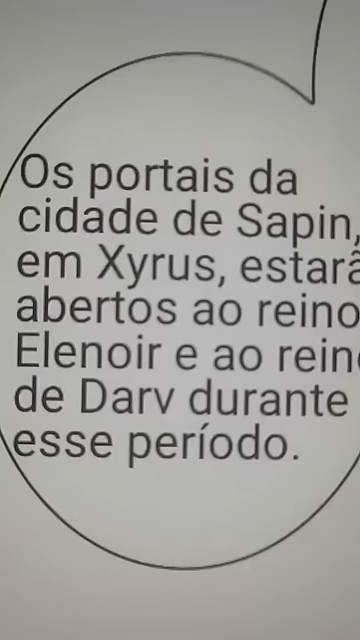 Os portais da
cidade de Sapin,
em Xyrus, estar
abertos ao reino
Elenoir e ao rein
de Darv durante
esse período.